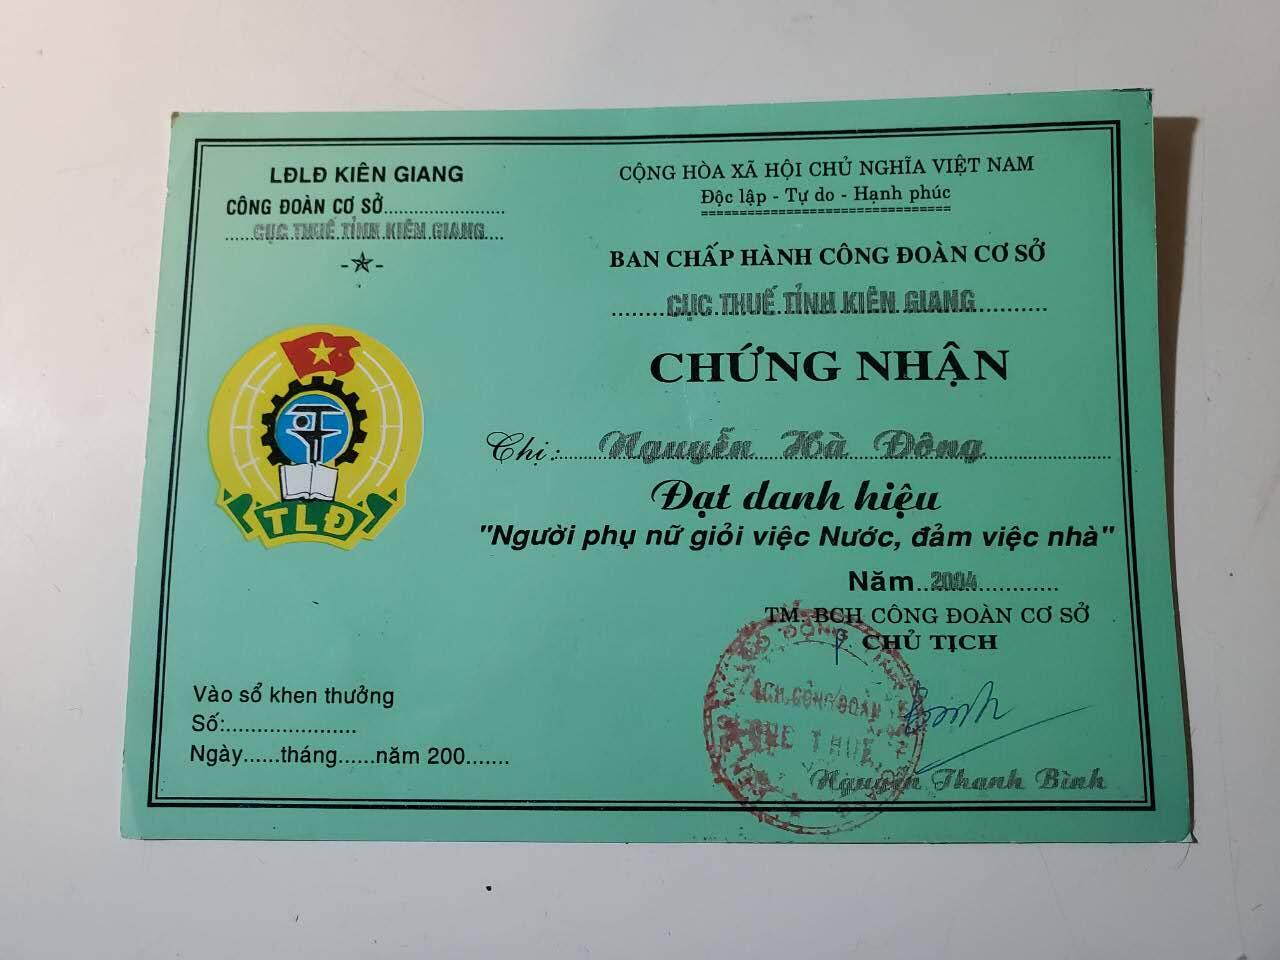 LĐLĐ KIÊN GIANG
CÔNG ĐOÀN CƠ SỞ......................
CỤC THUẾ TỈNH KIÊN GIANG
CỘNG HÒA XÃ HỘI CHỦ NGHĨA VIỆT NAM
Độc lập - Tự do - Hạnh phúc
BAN CHẤP HÀNH CÔNG ĐOÀN CƠ SỞ
CỤC THUẾ TỈNH KIÊN GIANG
CHỨNG NHẬN
Chị: Nguyễn Hà Đông
Đạt danh hiệu
"Người phụ nữ giỏi việc Nước, đảm việc nhà"
Năm 2004
TM. BCH CÔNG ĐOÀN CƠ SỞ
CHỦ TỊCH
TLĐ
BCH CÔNG ĐOÀN
Nguyễn Thanh Bình
Vào sổ khen thưởng
Số:......................
Ngày......tháng......năm 200.......